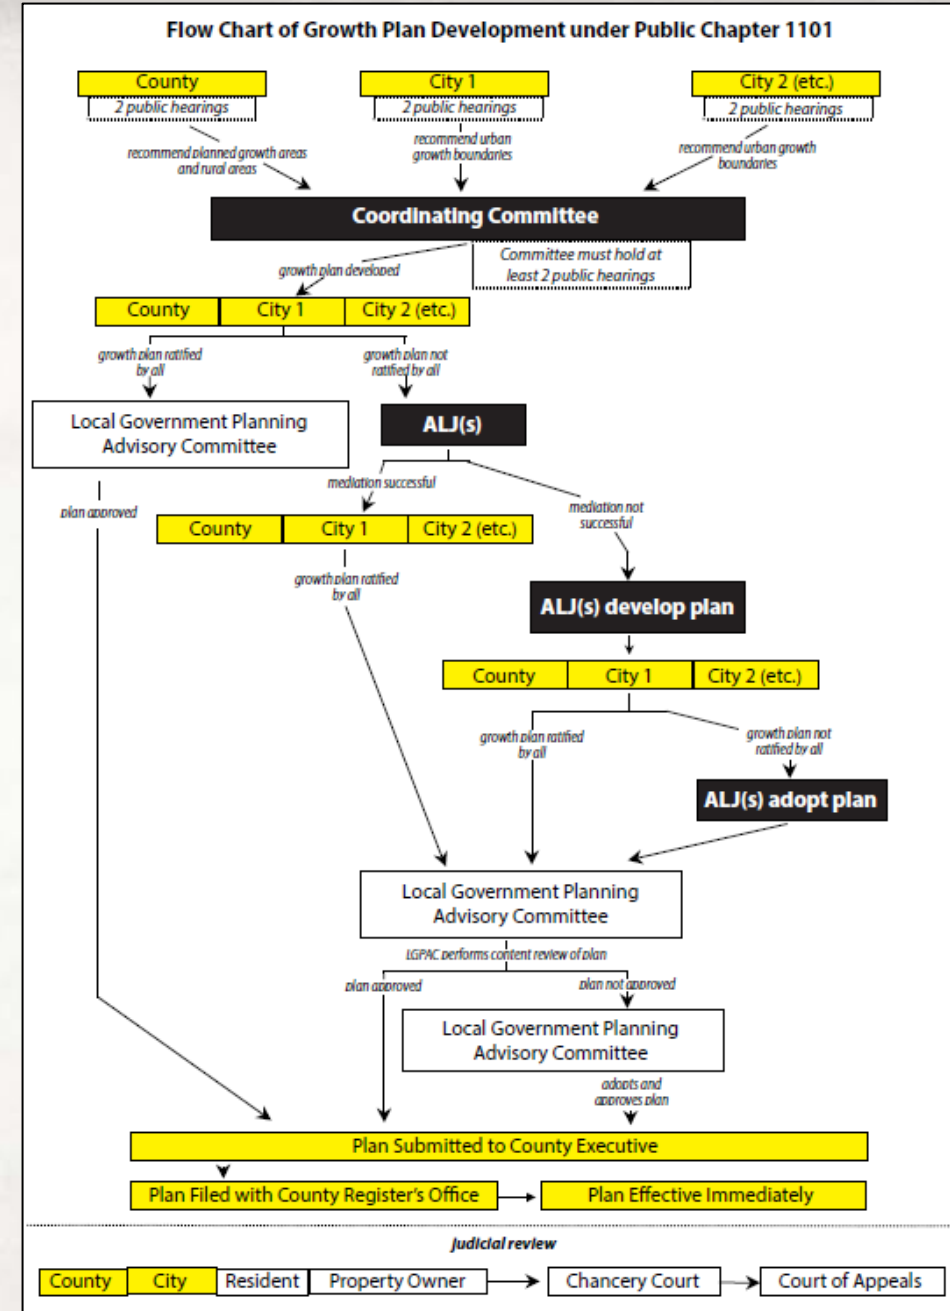 Flow Chart of Growth Plan Development under Public Chapter 1101
County
City 1
City 2 (etc.)
2 public hearings
2 public hearings
2 public hearings
recommend planned growth areas
and rural areas
recommend urban
growth boundaries
recommend urban growth
boundaries
Coordinating Committee
Committee must hold at
least 2 public hearings
growth plan developed
County
City 1
City 2 (etc.)
growth plan ratified
by all
growth plan not
ratified by all
Local Government Planning
Advisory Committee
ALJ(s)
plan approved
mediation successful
mediation not
successful
County
City 1
City 2 (etc.)
growth plan ratified
by all
ALJ(s) develop plan
County
City 1
City 2 (etc.)
growth plan ratified
by all
growth plan not
ratified by all
ALJ(s) adopt plan
Local Government Planning
Advisory Committee
LGPAC performs content review of plan
plan approved
plan not approved
Local Government Planning
Advisory Committee
adopts and
approves plan
Plan Submitted to County Executive
Plan Filed with County Register's Office
Plan Effective Immediately
judicial review
County
City
Resident
Property Owner
Chancery Court
Court of Appeals